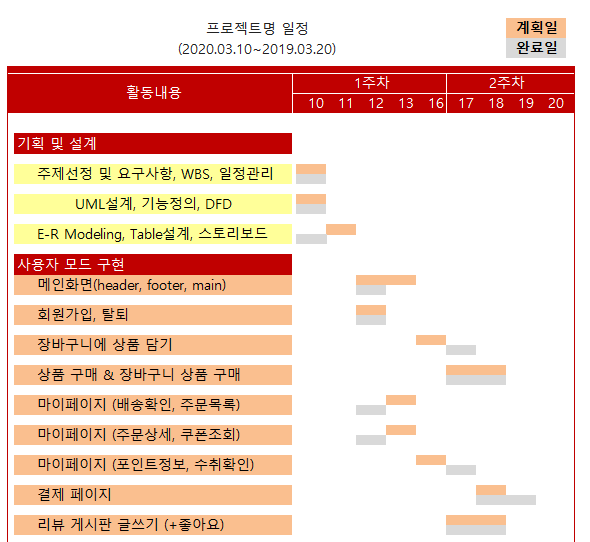 프로젝트명 일정
계획일
(2020.03.10~2019.03.20)
완료일
활동내용
1주차 2주차
10 11 12 13 16 17 18 19 20
기획 및 설계
주제선정 및 요구사항, WBS, 일정관리
UML설계, 기능정의, DFD
E-R Modeling, Table설계, 스토리보드
사용자 모드 구현
메인화면(header, footer, main)
회원가입, 탈퇴
장바구니에 상품 담기
상품 구매 & 장바구니 상품 구매
마이페이지 (배송확인, 주문목록)
마이페이지 (주문상세, 쿠폰조회)
마이페이지 (포인트정보, 수취확인)
결제 페이지
리뷰 게시판 글쓰기 (+좋아요)